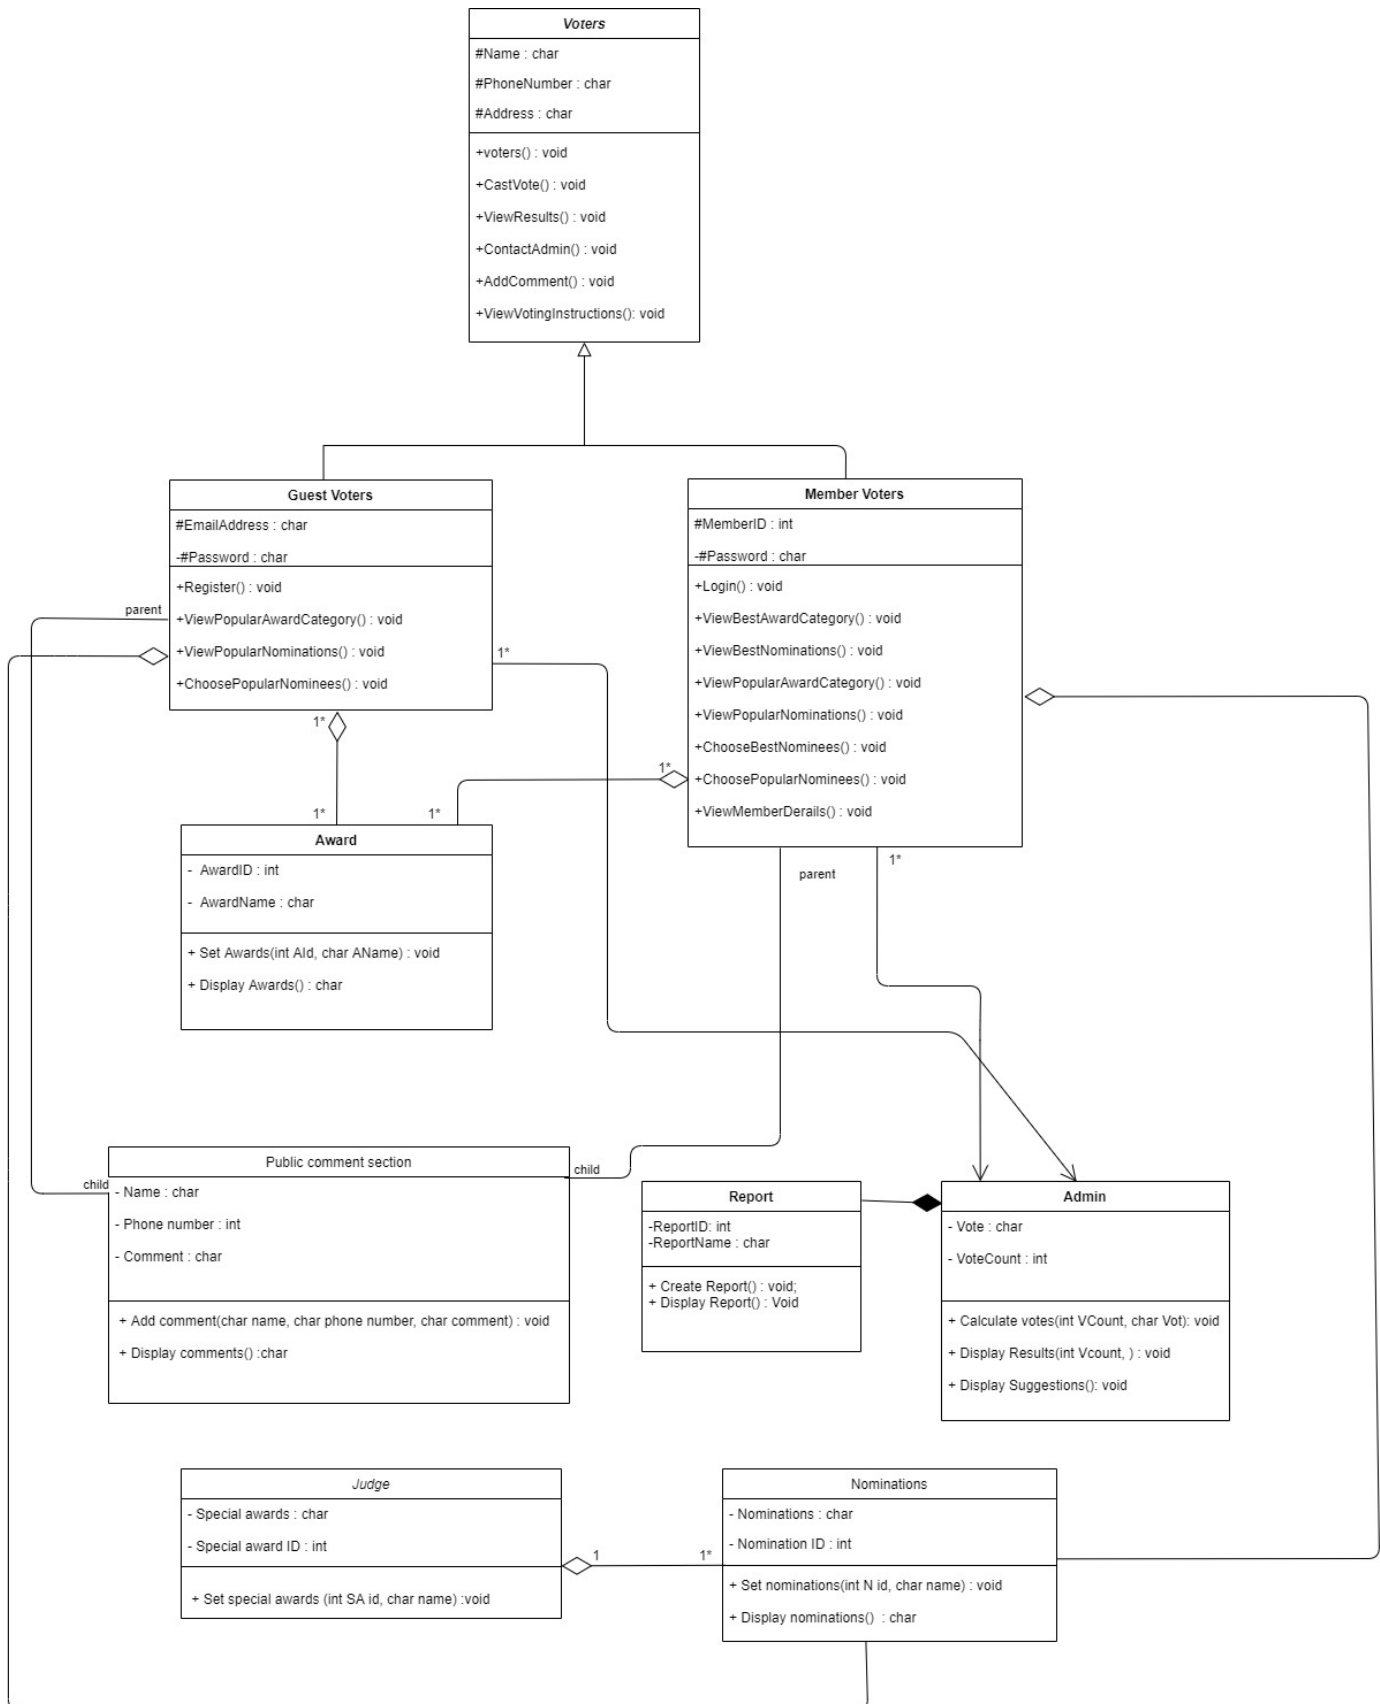 Voters
#Name : char
#PhoneNumber : char
#Address : char
+voters() : void
+CastVote() : void
+ViewResults() : void
+ContactAdmin() : void
+AddComment() : void
+ViewVotingInstructions(): void
Guest Voters
#EmailAddress : char
-#Password : char
+Register() : void
+ViewPopularAwardCategory() : void
+ViewPopularNominations() : void
+ChoosePopularNominees() : void
Member Voters
#MemberID : int
-#Password : char
+Login() : void
+ViewBestAwardCategory() : void
+ViewBestNominations() : void
+ViewPopularAwardCategory() : void
+ViewPopularNominations() : void
+ChooseBestNominees() : void
+ChoosePopularNominees() : void
+ViewMemberDerails() : void
parent
1*
1*
1*
1*
1*
parent
1*
Award
- AwardID : int
- AwardName : char
+ Set Awards(int AId, char AName) : void
+ Display Awards() : char
child
child
Public comment section
- Name : char
- Phone number : int
- Comment : char
+ Add comment(char name, char phone number, char comment) : void
+ Display comments() :char
Report
-ReportID: int
-ReportName : char
+ Create Report() : void;
+ Display Report() : Void
Admin
- Vote : char
- VoteCount : int
+ Calculate votes(int VCount, char Vot): void
+ Display Results(int Vcount, ) : void
+ Display Suggestions(): void
Judge
- Special awards : char
- Special award ID : int
+ Set special awards (int SA id, char name) :void
1
1*
Nominations
- Nominations : char
- Nomination ID : int
+ Set nominations(int N id, char name) : void
+ Display nominations() : char